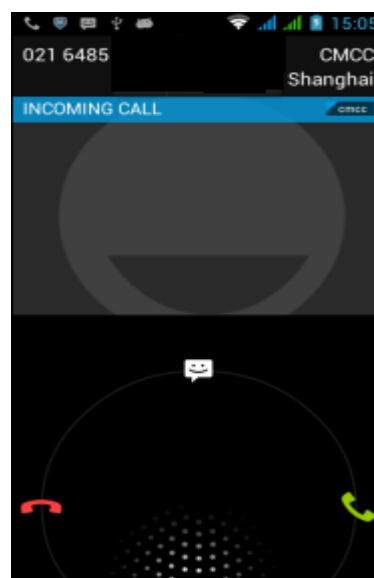 15:05
021 6485
CMCC
Shanghai
INCOMING CALL
cmcc